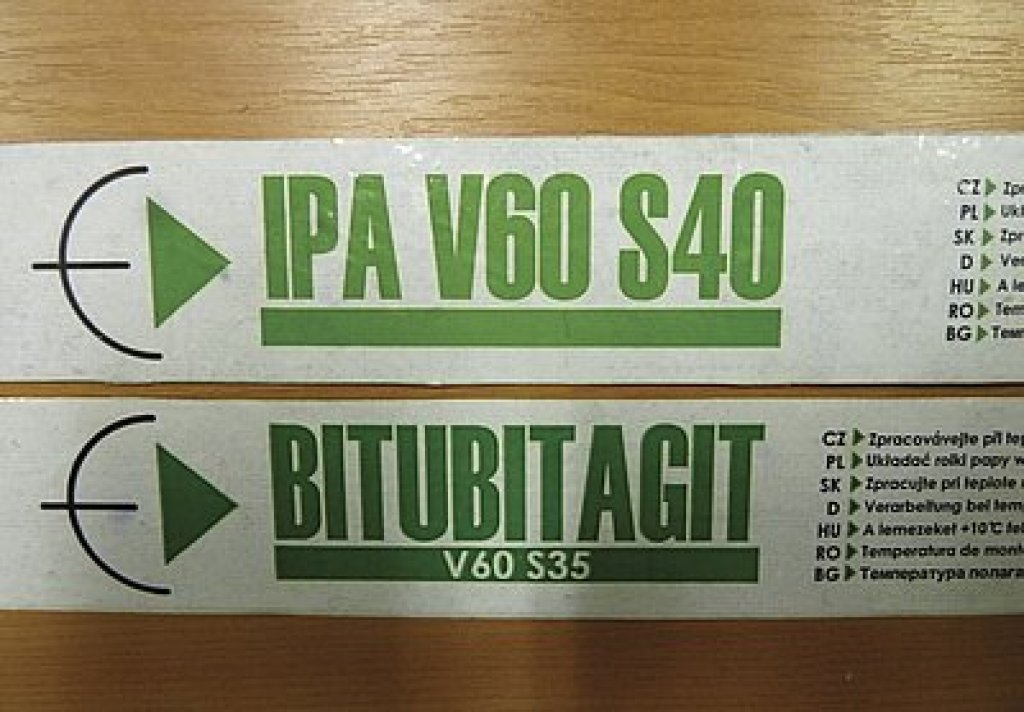 IPA V60 S40
CZ
PL
SK
D
HU A le
RO
BG
BITUBITAGIT
V60 S35
CZ Zpracovávejte při
PL Układać rolki papy w
SK Zpracujte pri teplote
D Verarbeitung bei
HU A lemezeket +10°C
RO Temperatura de
BG Температура